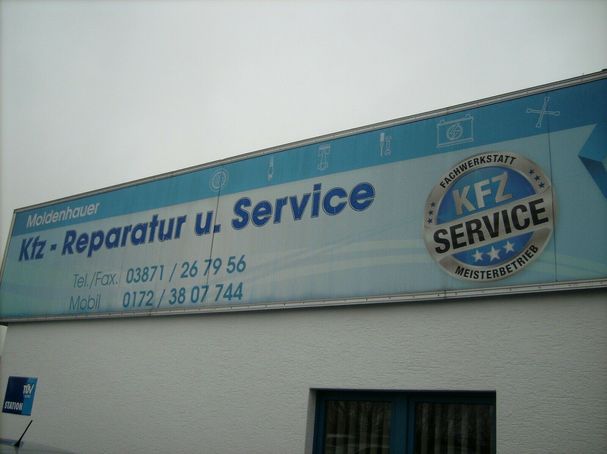 Moldenhauer
Kfz - Reparatur u. Service
Tel./Fax. 03871 / 26 79 56
Mobil 0172 / 38 07 744
FACHWERKSTATT
KFZ
SERVICE
MEISTERBETRIEB
TÜV
STATION